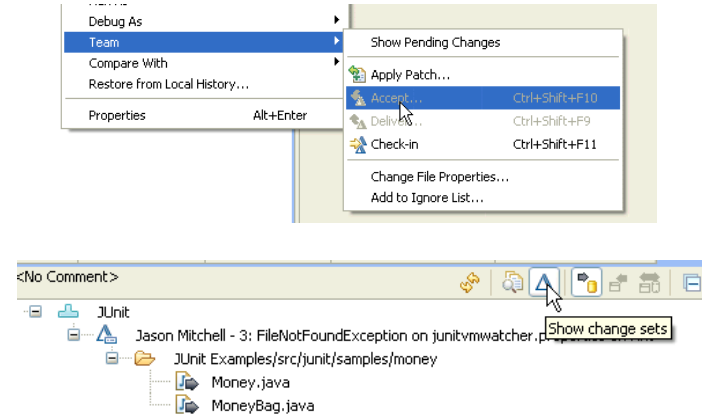 Debug As
Team
Compare With
Restore from Local History...
Properties Alt+Enter
Show Pending Changes
Apply Patch...
Accept... Ctrl+Shift+F10
Deliver... Ctrl+Shift+F9
Check-in Ctrl+Shift+F11
Change File Properties...
Add to Ignore List...
<No Comment>
Show change sets
JUnit
Jason Mitchell - 3: FileNotFoundException on junitvmwatcher.
JUnit Examples/src/junit/samples/money
Money.java
MoneyBag.java